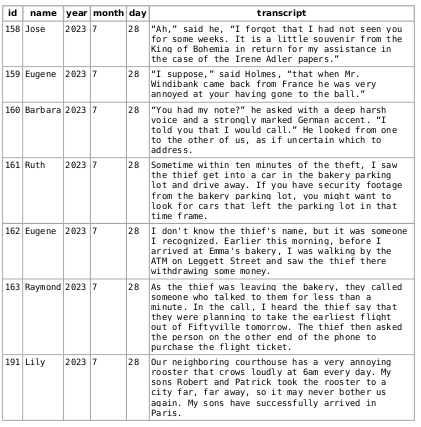 id name year month day transcript
158 Jose 2023 7 28 “Ah,” said he, “I forgot that I had not seen you
for some weeks. It is a little souvenir from the
King of Bohemia in return for my assistance in
the case of the Irene Adler papers.”
159 Eugene 2023 7 28 “I suppose,” said Holmes, “that when Mr.
Windibank came back from France he was very
annoyed at your having gone to the ball.”
160 Barbara 2023 7 28 “You had my note?” he asked with a deep harsh
voice and a strongly marked German accent. “I
told you that I would call.” He looked from one
to the other of us, as if uncertain which to
address.
161 Ruth 2023 7 28 Sometime within ten minutes of the theft, I saw
the thief get into a car in the bakery parking
lot and drive away. If you have security footage
from the bakery parking lot, you might want to
look for cars that left the parking lot in that
time frame.
162 Eugene 2023 7 28 I don't know the thief's name, but it was someone
I recognized. Earlier this morning, before I
arrived at Emma's bakery, I was walking by the
ATM on Leggett Street and saw the thief there
withdrawing some money.
163 Raymond 2023 7 28 As the thief was leaving the bakery, they called
someone who talked to them for less than a
minute. In the call, I heard the thief say that
they were planning to take the earliest flight
out of Fiftyville tomorrow. The thief then asked
the person on the other end of the phone to
purchase the flight ticket.
191 Lily 2023 7 28 Our neighboring courthouse has a very annoying
rooster that crows loudly at 6am every day. My
sons Robert and Patrick took the rooster to a
city far, far away, so it may never bother us
again. My sons have successfully arrived in
Paris.